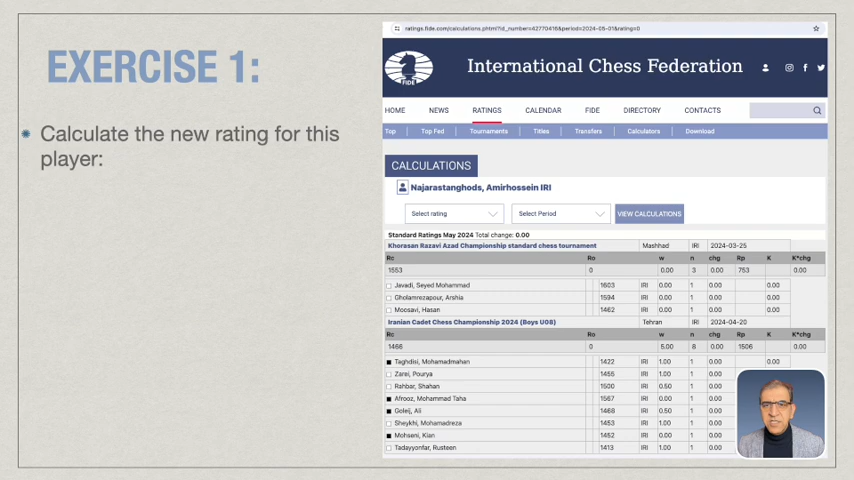 EXERCISE 1:
Calculate the new rating for this
player:
ratings.fide.com/calculations.phtml?id_number=42770416&period=2024-05-01&rating=0
FIDE
International Chess Federation
HOME NEWS RATINGS CALENDAR FIDE DIRECTORY CONTACTS
Top Top Fed Tournaments Titles Transfers Calculators Download
CALCULATIONS
Najarastanghods, Amirhossein IRI
Select rating Select Period VIEW CALCULATIONS
Standard Ratings May 2024 Total change: 0.00
Khorasan Razavi Azad Championship standard chess tournament Mashhad IRI 2024-03-25
Rc Ro w n chg Rp K K*chg
1553 0 0.00 3 0.00 753 0.00
Javadi, Seyed Mohammad 1603 IRI 0.00 1 0.00 0.00
Gholamrezapour, Arshia 1594 IRI 0.00 1 0.00 0.00
Moosavi, Hasan 1462 IRI 0.00 1 0.00 0.00
Iranian Cadet Chess Championship 2024 (Boys U08) Tehran IRI 2024-04-20
Rc Ro w n chg Rp K K*chg
1466 0 5.00 8 0.00 1506 0.00
Taghdisi, Mohamadmahan 1422 IRI 1.00 1 0.00 0.00
Zarei, Pourya 1455 IRI 1.00 1 0.00
Rahbar, Shahan 1500 IRI 0.50 1 0.00
Afrooz, Mohammad Taha 1567 IRI 0.00 1 0.00
Goleij, Ali 1468 IRI 0.50 1 0.00
Sheykhi, Mohamadreza 1453 IRI 1.00 1 0.00
Mohseni, Kian 1452 IRI 0.00 1 0.00
Tadayyonfar, Rusteen 1413 IRI 1.00 1 0.00